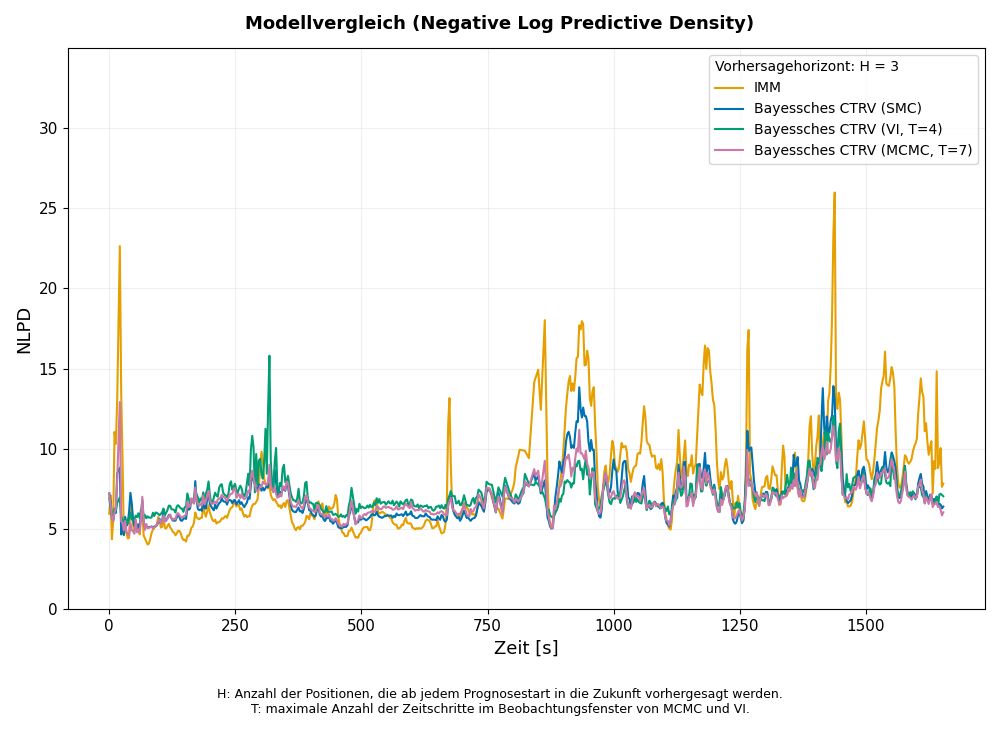 Modellvergleich (Negative Log Predictive Density)
Vorhersagehorizont: H = 3
IMM
Bayessches CTRV (SMC)
Bayessches CTRV (VI, T=4)
Bayessches CTRV (MCMC, T=7)
NLPD
30
25
20
15
10
5
0
0 250 500 750 1000 1250 1500
Zeit [s]
H: Anzahl der Positionen, die ab jedem Prognosestart in die Zukunft vorhergesagt werden.
T: maximale Anzahl der Zeitschritte im Beobachtungsfenster von MCMC und VI.